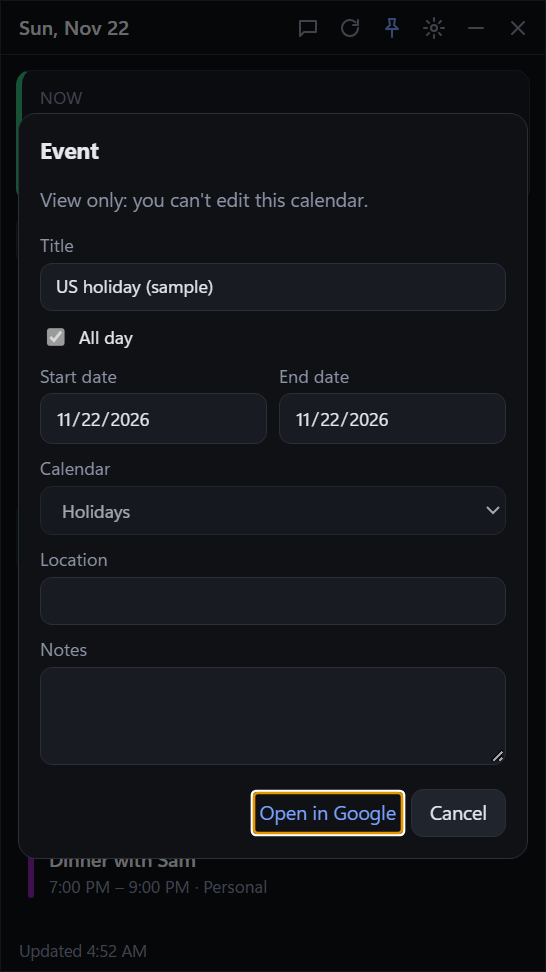 Sun, Nov 22
NOW
Event
View only: you can't edit this calendar.
Title
US holiday (sample)
All day
Start date End date
11/22/2026 11/22/2026
Calendar
Holidays
Location
Notes
Open in Google Cancel
Dinner with Sam
7:00 PM – 9:00 PM · Personal
Updated 4:52 AM